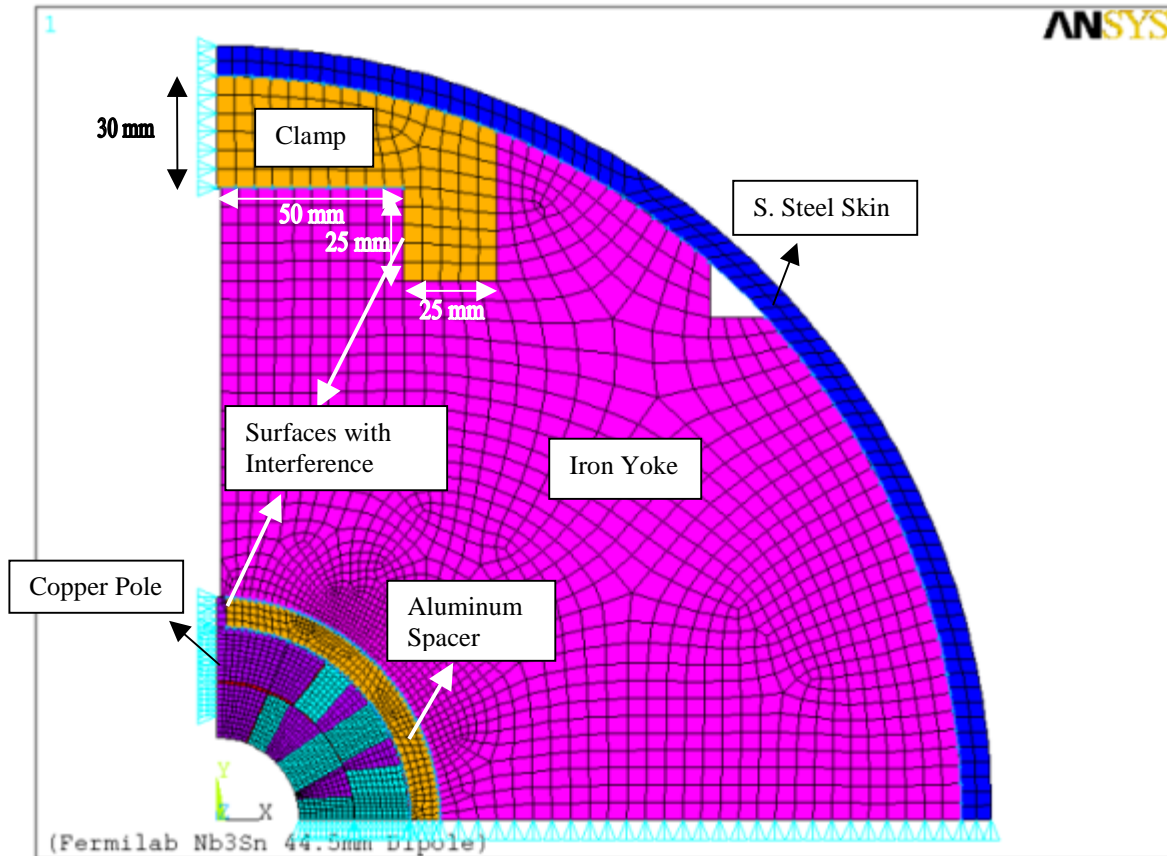 1
ANSYS
30 mm
Clamp
50 mm
25 mm
25 mm
S. Steel Skin
Surfaces with
Interference
Iron Yoke
Copper Pole
Aluminum
Spacer
Y
Z
X
(Fermilab Nb3Sn 44.5mm Dipole)